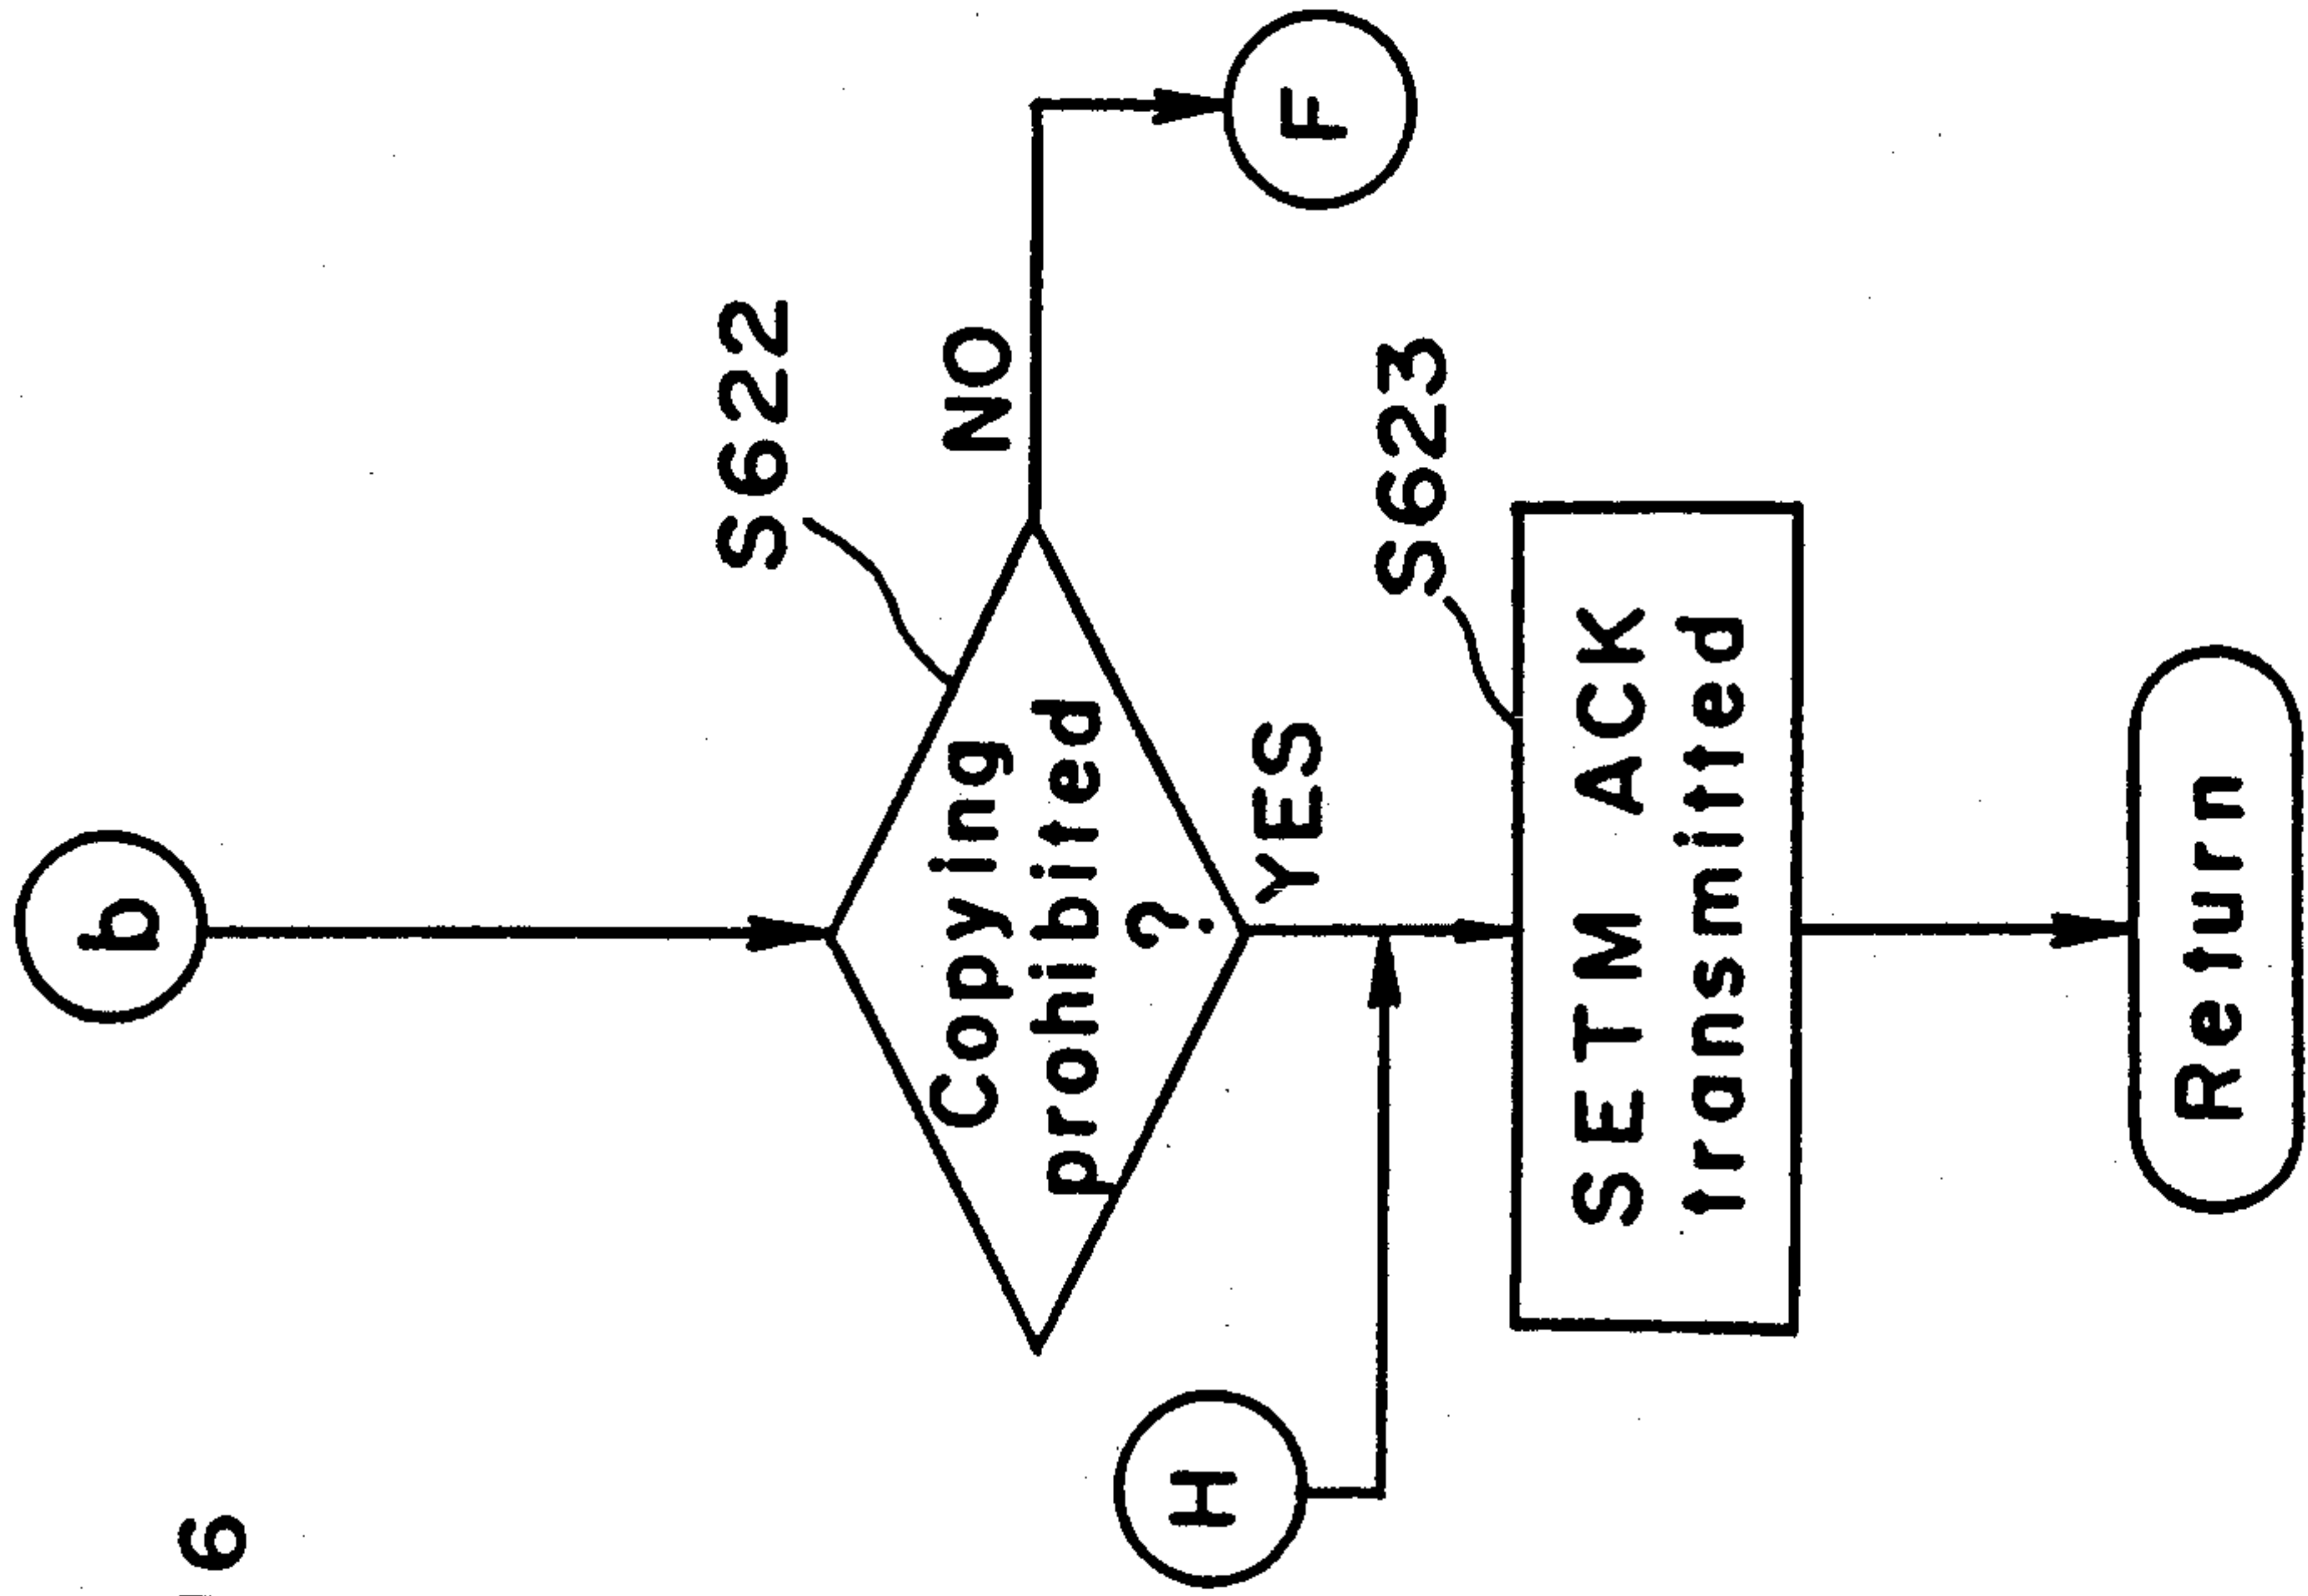 6
b
S622
Copying
prohibited
?
NO
YES
H
F
S623
SETM ACK
transmitted
Return